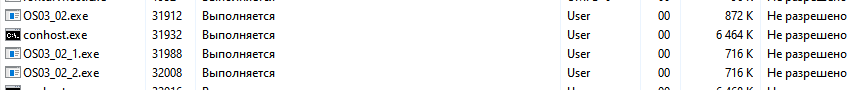 OS03_02.exe 31912 Выполняется User 00 872 K Не разрешено
conhost.exe 31932 Выполняется User 00 6 464 K Не разрешено
OS03_02_1.exe 31988 Выполняется User 00 716 K Не разрешено
OS03_02_2.exe 32008 Выполняется User 00 716 K Не разрешено